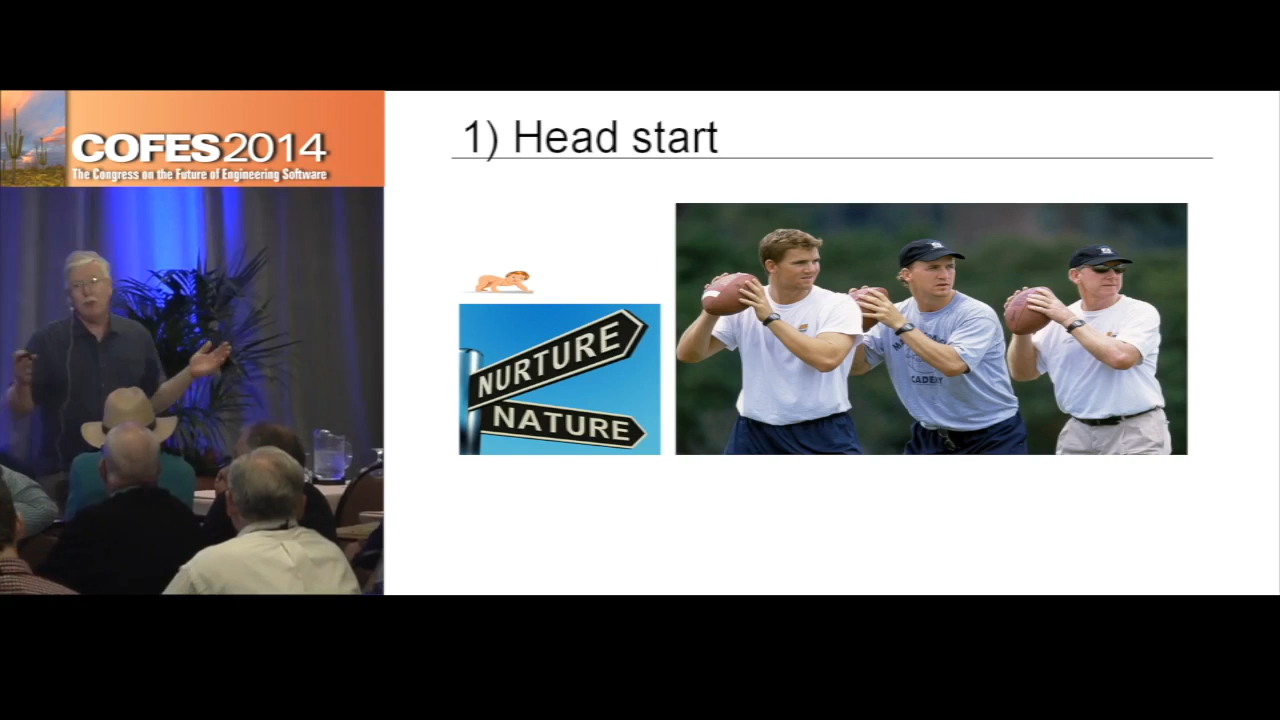 COFES2014
The Congress on the Future of Engineering Software
1) Head start
NURTURE
NATURE